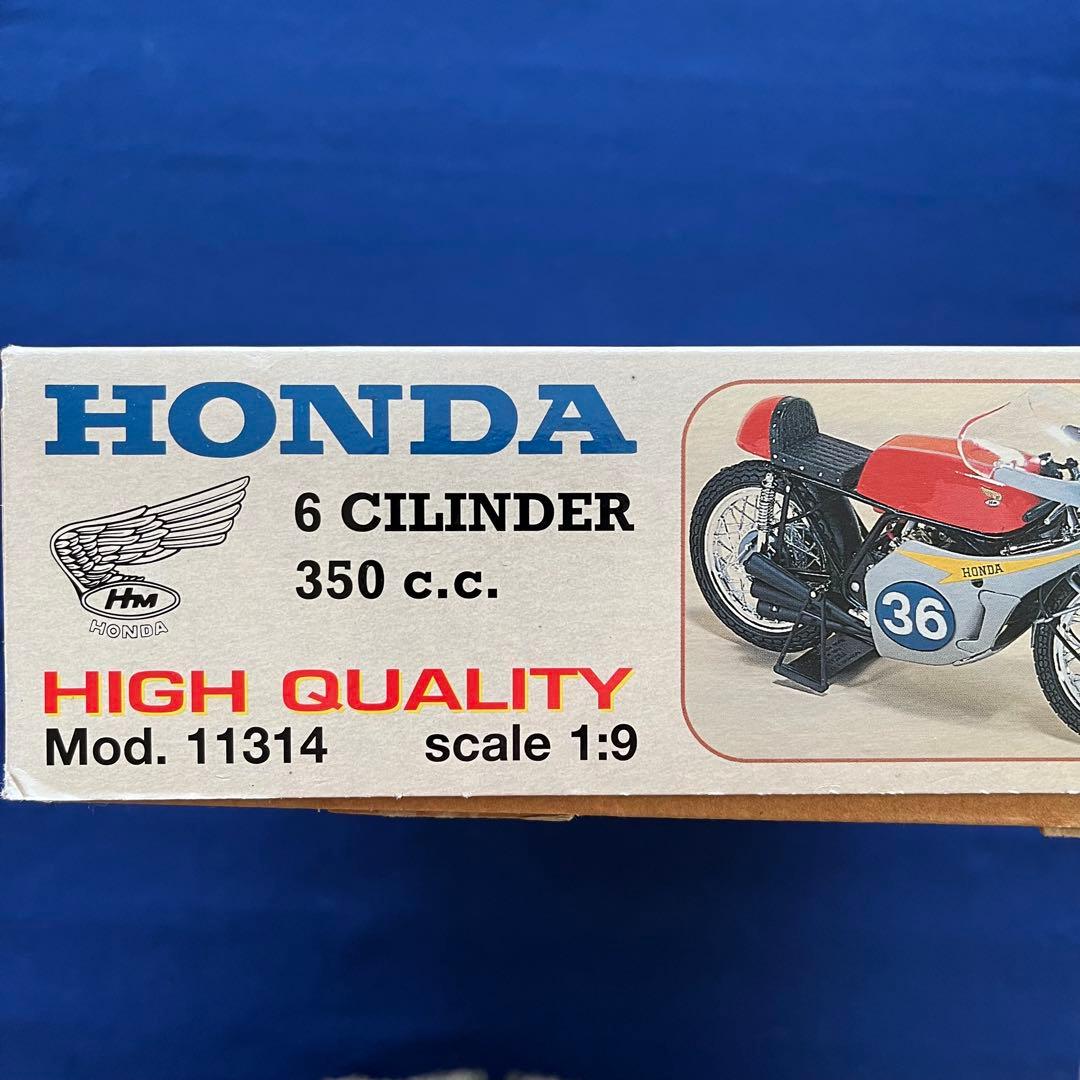 HONDA
6 CILINDER
350 c.c.
HM
HONDA
HIGH QUALITY
Mod. 11314 scale 1:9
HONDA
36